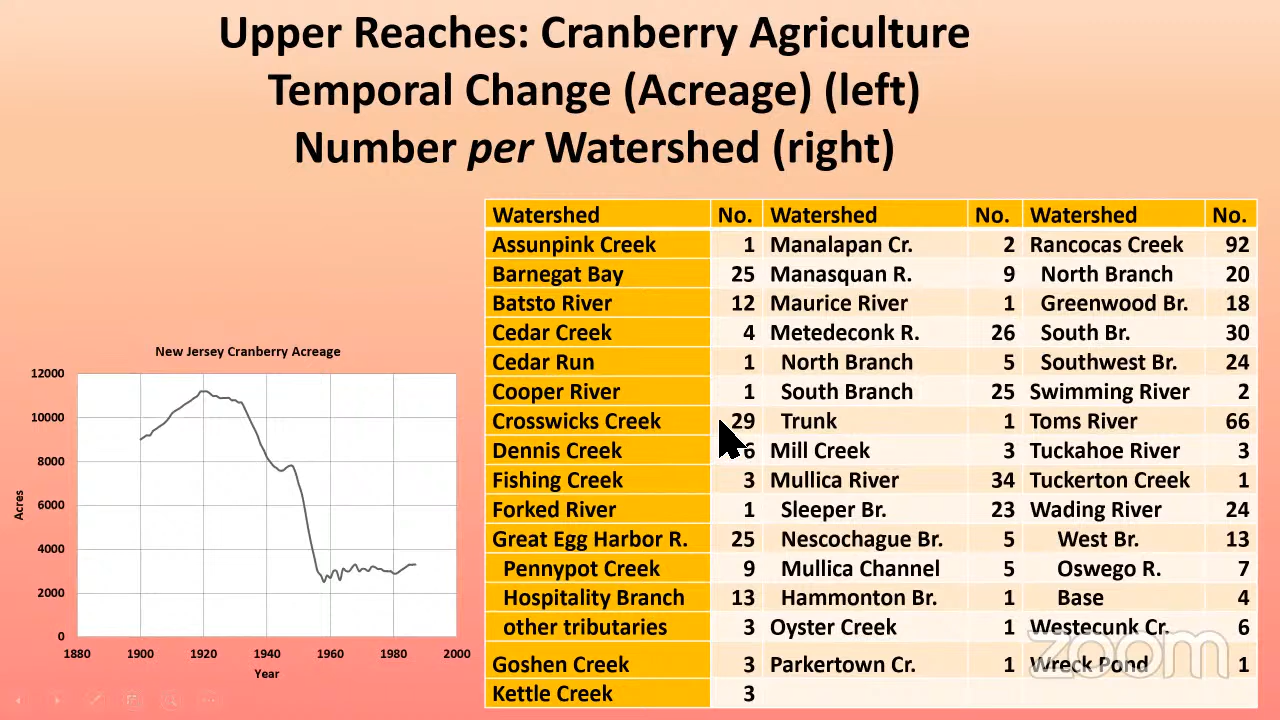 Upper Reaches: Cranberry Agriculture
Temporal Change (Acreage) (left)
Number per Watershed (right)
New Jersey Cranberry Acreage
12000
10000
8000
6000
4000
2000
0
Acres
1880 1900 1920 1940 1960 1980 2000
Year
Watershed No. Watershed No. Watershed No.
Assunpink Creek 1 Manalapan Cr. 2 Rancocas Creek 92
Barnegat Bay 25 Manasquan R. 9 North Branch 20
Batsto River 12 Maurice River 1 Greenwood Br. 18
Cedar Creek 4 Metedeconk R. 26 South Br. 30
Cedar Run 1 North Branch 5 Southwest Br. 24
Cooper River 1 South Branch 25 Swimming River 2
Crosswicks Creek 29 Trunk 1 Toms River 66
Dennis Creek 6 Mill Creek 3 Tuckahoe River 3
Fishing Creek 3 Mullica River 34 Tuckerton Creek 1
Forked River 1 Sleeper Br. 23 Wading River 24
Great Egg Harbor R. 25 Nescochague Br. 5 West Br. 13
Pennypot Creek 9 Mullica Channel 5 Oswego R. 7
Hospitality Branch 13 Hammonton Br. 1 Base 4
other tributaries 3 Oyster Creek 1 Westecunk Cr. 6
Goshen Creek 3 Parkertown Cr. 1 Wreck Pond 1
Kettle Creek 3
zoom